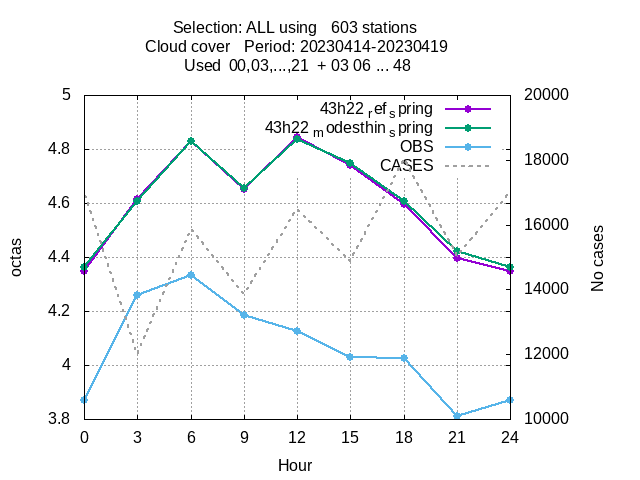 Selection: ALL using   603 stations
Cloud cover   Period: 20230414-20230419
Used  00,03,...,21  + 03 06 ... 48
43h22 ref spring
43h22 modesthin spring
OBS
CASES
5
4.8
4.6
4.4
4.2
4
3.8
octas
20000
18000
16000
14000
12000
10000
No cases
0 3 6 9 12 15 18 21 24
Hour